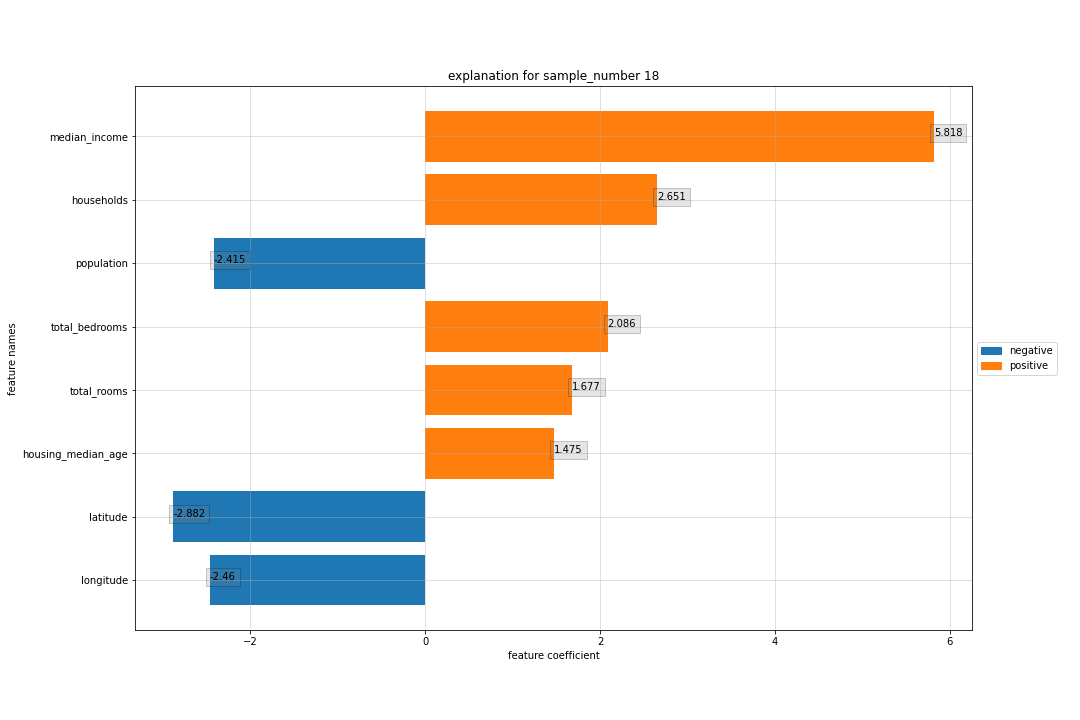 explanation for sample_number 18
median_income
5.818
households
2.651
population
-2.415
total_bedrooms
2.086
total_rooms
1.677
housing_median_age
1.475
latitude
-2.882
longitude
-2.46
feature names
−2
0
2
4
6
feature coefficient
negative
positive